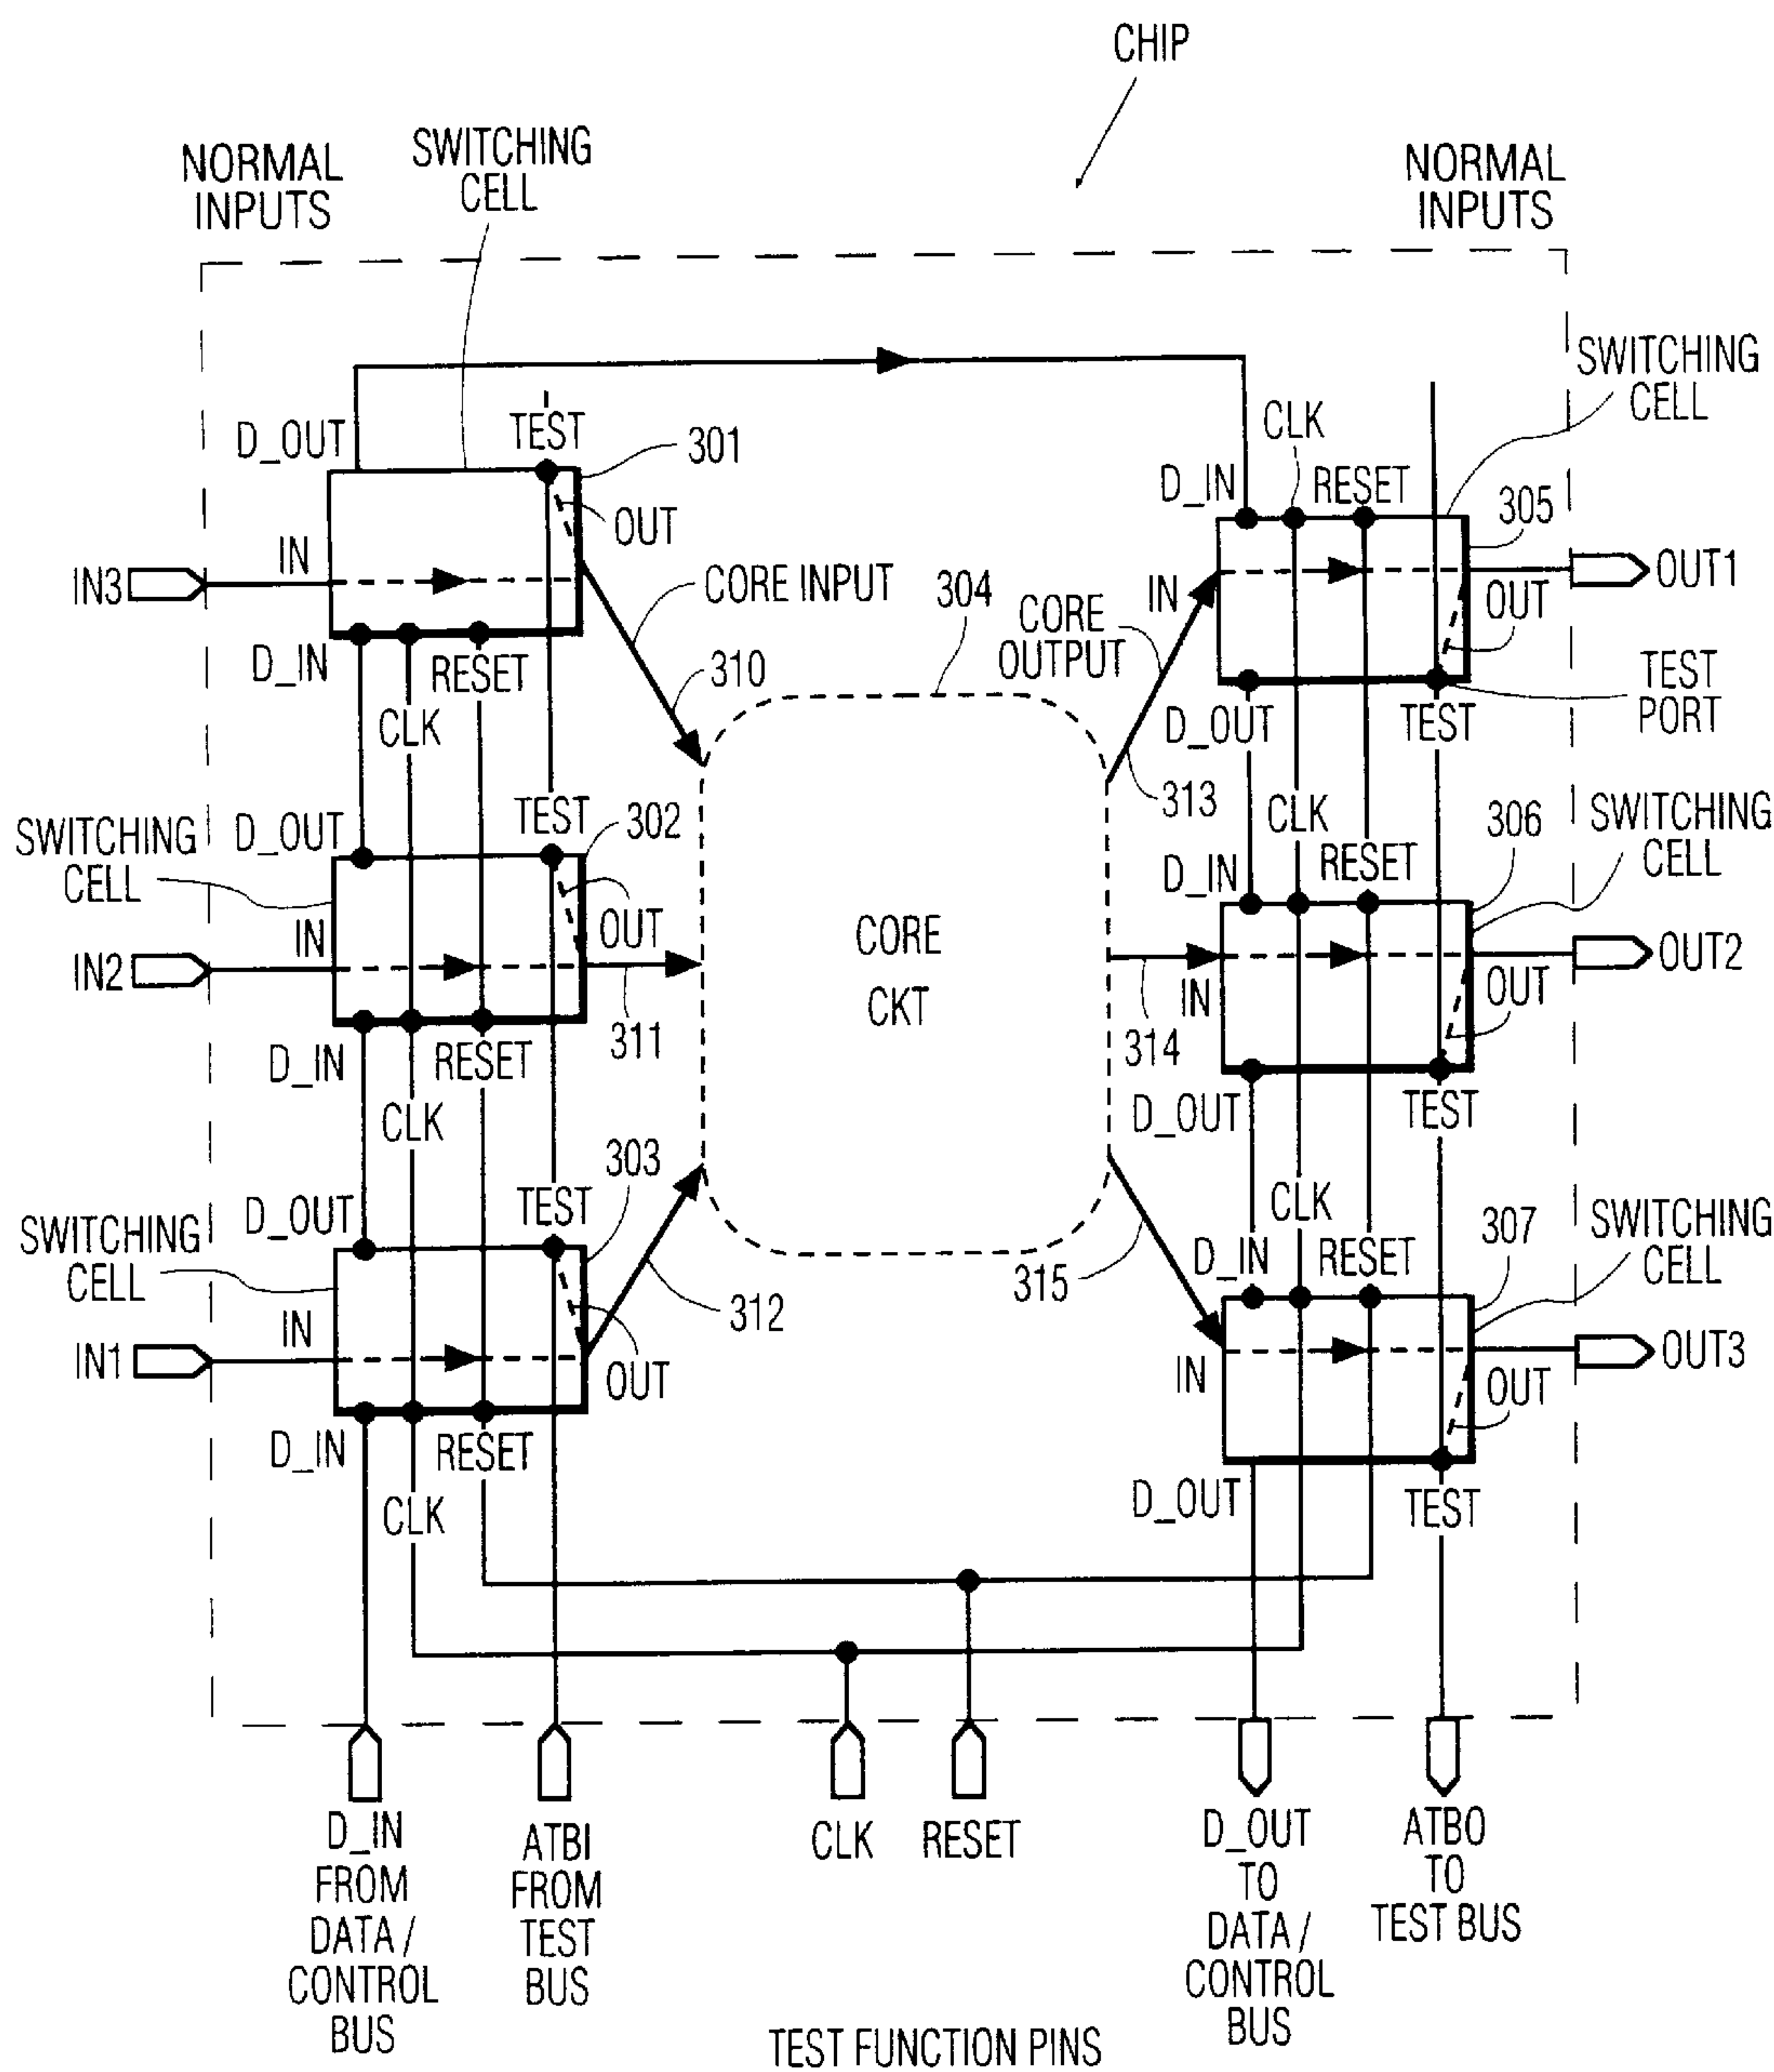 CHIP
NORMAL
INPUTS
SWITCHING
CELL
NORMAL
INPUTS
SWITCHING
CELL
D_OUT
TEST
301
CLK
D_IN
RESET
305
OUT
IN
IN3
CORE INPUT
304
CORE
OUTPUT
IN
OUT
OUT1
D_IN
RESET
310
CLK
D_OUT
TEST
TEST
PORT
313
SWITCHING
CELL
D_OUT
TEST
302
CLK
D_IN
RESET
306
SWITCHING
CELL
IN
OUT
IN2
CORE
CKT
IN
OUT
OUT2
311
314
D_IN
RESET
CLK
D_OUT
TEST
303
SWITCHING
CELL
D_OUT
TEST
CLK
D_IN
RESET
307
SWITCHING
CELL
315
312
IN
IN1
OUT
IN
OUT
OUT3
D_IN
RESET
CLK
D_OUT
TEST
D_IN
FROM
DATA /
CONTROL
BUS
ATBI
FROM
TEST
BUS
CLK
RESET
D_OUT
TO
DATA /
CONTROL
BUS
ATBO
TO
TEST BUS
TEST FUNCTION PINS